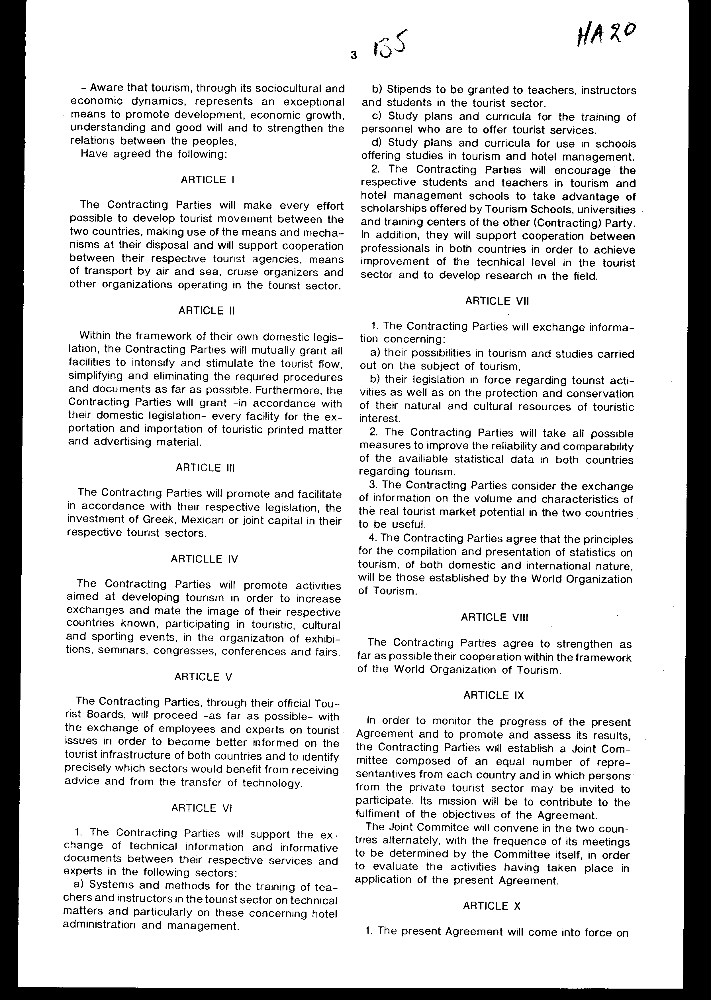 HA20
3 B5
– Aware that tourism, through its sociocultural and
economic dynamics, represents an exceptional
means to promote development, economic growth,
understanding and good will and to strengthen the
relations between the peoples,
Have agreed the following:
ARTICLE I
The Contracting Parties will make every effort
possible to develop tourist movement between the
two countries, making use of the means and mecha-
nisms at their disposal and will support cooperation
between their respective tourist agencies, means
of transport by air and sea, cruise organizers and
other organizations operating in the tourist sector.
ARTICLE II
Within the framework of their own domestic legis-
lation, the Contracting Parties will mutually grant all
facilities to intensify and stimulate the tourist flow,
simplifying and eliminating the required procedures
and documents as far as possible. Furthermore, the
Contracting Parties will grant -in accordance with
their domestic legislation- every facility for the ex-
portation and importation of touristic printed matter
and advertising material.
ARTICLE III
The Contracting Parties will promote and facilitate
in accordance with their respective legislation, the
investment of Greek, Mexican or joint capital in their
respective tourist sectors.
ARTICLLE IV
The Contracting Parties will promote activities
aimed at developing tourism in order to increase
exchanges and mate the image of their respective
countries known, participating in touristic, cultural
and sporting events, in the organization of exhibi-
tions, seminars, congresses, conferences and fairs.
ARTICLE V
The Contracting Parties, through their official Tou-
rist Boards, will proceed -as far as possible- with
the exchange of employees and experts on tourist
issues in order to become better informed on the
tourist infrastructure of both countries and to identify
precisely which sectors would benefit from receiving
advice and from the transfer of technology.
ARTICLE VI
1. The Contracting Parties will support the ex-
change of technical information and informative
documents between their respective services and
experts in the following sectors:
a) Systems and methods for the training of tea-
chers and instructors in the tourist sector on technical
matters and particularly on these concerning hotel
administration and management.
b) Stipends to be granted to teachers, instructors
and students in the tourist sector.
c) Study plans and curricula for the training of
personnel who are to offer tourist services.
d) Study plans and curricula for use in schools
offering studies in tourism and hotel management.
2. The Contracting Parties will encourage the
respective students and teachers in tourism and
hotel management schools to take advantage of
scholarships offered by Tourism Schools, universities
and training centers of the other (Contracting) Party.
In addition, they will support cooperation between
professionals in both countries in order to achieve
improvement of the tecnhical level in the tourist
sector and to develop research in the field.
ARTICLE VII
1. The Contracting Parties will exchange informa-
tion concerning:
a) their possibilities in tourism and studies carried
out on the subject of tourism,
b) their legislation in force regarding tourist acti-
vities as well as on the protection and conservation
of their natural and cultural resources of touristic
interest.
2. The Contracting Parties will take all possible
measures to improve the reliability and comparability
of the availiable statistical data in both countries
regarding tourism.
3. The Contracting Parties consider the exchange
of information on the volume and characteristics of
the real tourist market potential in the two countries
to be useful.
4. The Contracting Parties agree that the principles
for the compilation and presentation of statistics on
tourism, of both domestic and international nature,
will be those established by the World Organization
of Tourism.
ARTICLE VIII
The Contracting Parties agree to strengthen as
far as possible their cooperation within the framework
of the World Organization of Tourism.
ARTICLE IX
In order to monitor the progress of the present
Agreement and to promote and assess its results,
the Contracting Parties will establish a Joint Com-
mittee composed of an equal number of repre-
sentantives from each country and in which persons
from the private tourist sector may be invited to
participate. Its mission will be to contribute to the
fulfiment of the objectives of the Agreement.
The Joint Commitee will convene in the two coun-
tries alternately, with the frequence of its meetings
to be determined by the Committee itself, in order
to evaluate the activities having taken place in
application of the present Agreement.
ARTICLE X
1. The present Agreement will come into force on